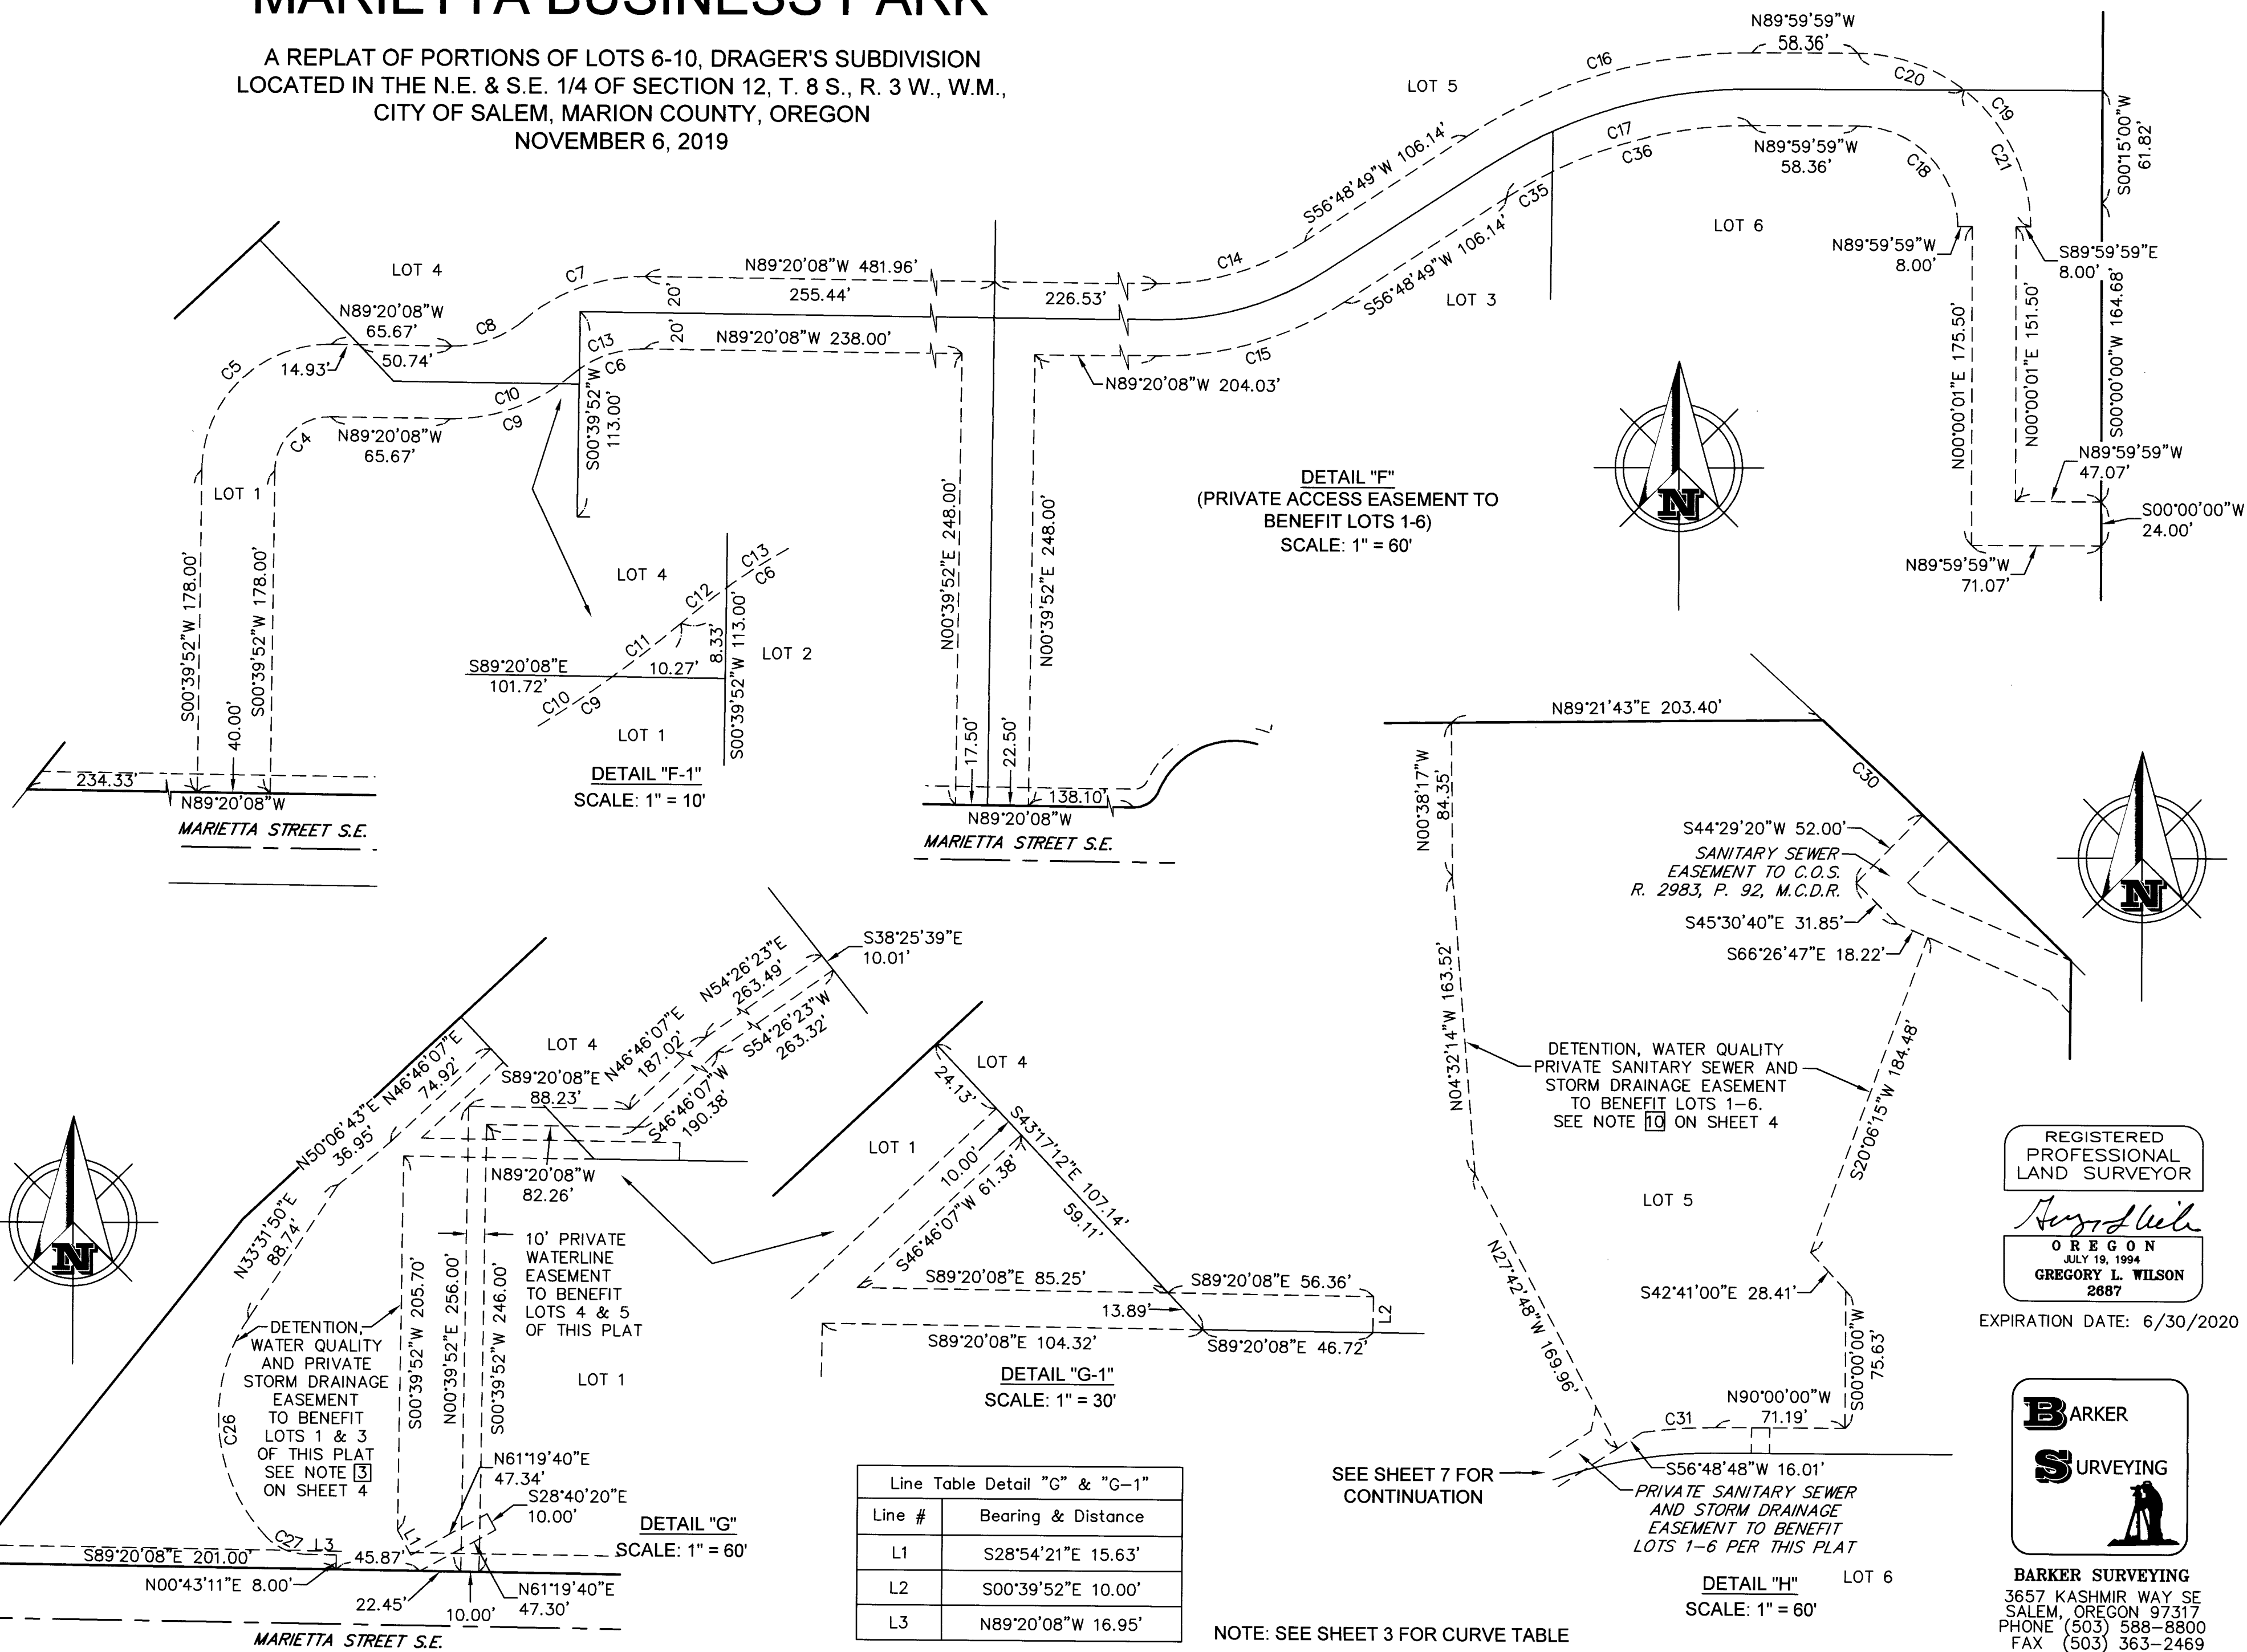 MARIETTA BUSINESS PARK
A REPLAT OF PORTIONS OF LOTS 6-10, DRAGER'S SUBDIVISION
LOCATED IN THE N.E. & S.E. 1/4 OF SECTION 12, T. 8 S., R. 3 W., W.M.,
CITY OF SALEM, MARION COUNTY, OREGON
NOVEMBER 6, 2019
N89°59'59"W
58.36'
C16
C20
LOT 5
C19
C17
C36
N89°59'59"W
58.36'
C18
C21
S00°15'00"W
61.82'
S56°48'49"W 106.14'
C35
LOT 6
N89°59'59"W
8.00'
S89°59'59"E
8.00'
C14
S56°48'49"W 106.14'
LOT 3
C15
N89°20'08"W 204.03'
N00°00'01"E 175.50'
N00°00'01"E 151.50'
S00°00'00"W 164.68'
N89°59'59"W
47.07'
S00°00'00"W
24.00'
N89°59'59"W
71.07'
LOT 4
C7
N89°20'08"W 481.96'
255.44'
226.53'
20'
20'
N89°20'08"W
65.67'
C8
50.74'
14.93'
C5
C13
C6
N89°20'08"W 238.00'
C10
C9
S00°39'52"W
113.00'
C4
N89°20'08"W
65.67'
LOT 1
S00°39'52"W 178.00'
S00°39'52"W 178.00'
40.00'
234.33'
N89°20'08"W
MARIETTA STREET S.E.
N00°39'52"E 248.00'
N00°39'52"E 248.00'
17.50'
22.50'
138.10'
N89°20'08"W
MARIETTA STREET S.E.
DETAIL "F"
(PRIVATE ACCESS EASEMENT TO
BENEFIT LOTS 1-6)
SCALE: 1" = 60'
N
LOT 4
C13
C6
C12
C11
8.33'
S00°39'52"W 113.00'
LOT 2
S89°20'08"E
101.72'
10.27'
C10
C9
LOT 1
DETAIL "F-1"
SCALE: 1" = 10'
N89°21'43"E 203.40'
C30
N00°38'17"W
84.35'
S44°29'20"W 52.00'
SANITARY SEWER
EASEMENT TO C.O.S.
R. 2983, P. 92, M.C.D.R.
S45°30'40"E 31.85'
S66°26'47"E 18.22'
N
N04°32'14"W 163.52'
DETENTION, WATER QUALITY
PRIVATE SANITARY SEWER AND
STORM DRAINAGE EASEMENT
TO BENEFIT LOTS 1-6.
SEE NOTE 10 ON SHEET 4
S20°06'15"W 184.48'
LOT 5
N27°42'48"W 169.96'
S42°41'00"E 28.41'
S00°00'00"W
75.63'
N90°00'00"W
71.19'
C31
S56°48'48"W 16.01'
SEE SHEET 7 FOR
CONTINUATION
PRIVATE SANITARY SEWER
AND STORM DRAINAGE
EASEMENT TO BENEFIT
LOTS 1-6 PER THIS PLAT
DETAIL "H"
LOT 6
SCALE: 1" = 60'
S38°25'39"E
10.01'
N54°26'23"E
263.49'
S54°26'23"W
263.32'
N46°46'07"E
187.02'
S46°46'07"W
190.38'
LOT 4
S89°20'08"E
88.23'
N46°46'07"E
74.92'
N50°06'43"E
36.95'
N33°31'50"E
88.74'
N89°20'08"W
82.26'
N
10' PRIVATE
WATERLINE
EASEMENT
TO BENEFIT
LOTS 4 & 5
OF THIS PLAT
S00°39'52"W 205.70'
N00°39'52"E 256.00'
S00°39'52"W 246.00'
LOT 1
DETENTION,
WATER QUALITY
AND PRIVATE
STORM DRAINAGE
EASEMENT
TO BENEFIT
LOTS 1 & 3
OF THIS PLAT
SEE NOTE 3
ON SHEET 4
C26
C27
L3
L1
N61°19'40"E
47.34'
S28°40'20"E
10.00'
DETAIL "G"
SCALE: 1" = 60'
S89°20'08"E 201.00'
45.87'
N00°43'11"E 8.00'
22.45'
10.00'
N61°19'40"E
47.30'
MARIETTA STREET S.E.
LOT 4
24.13'
S43°17'12"E 107.14'
LOT 1
10.00'
S46°46'07"W 61.38'
59.11'
S89°20'08"E 85.25'
S89°20'08"E 56.36'
13.89'
L2
S89°20'08"E 104.32'
S89°20'08"E 46.72'
DETAIL "G-1"
SCALE: 1" = 30'
Line Table Detail "G" & "G-1"
Line # Bearing & Distance
L1 S28°54'21"E 15.63'
L2 S00°39'52"E 10.00'
L3 N89°20'08"W 16.95'
NOTE: SEE SHEET 3 FOR CURVE TABLE
REGISTERED
PROFESSIONAL
LAND SURVEYOR
OREGON
JULY 19, 1994
GREGORY L. WILSON
2687
EXPIRATION DATE: 6/30/2020
BARKER
SURVEYING
BARKER SURVEYING
3657 KASHMIR WAY SE
SALEM, OREGON 97317
PHONE (503) 588-8800
FAX (503) 363-2469